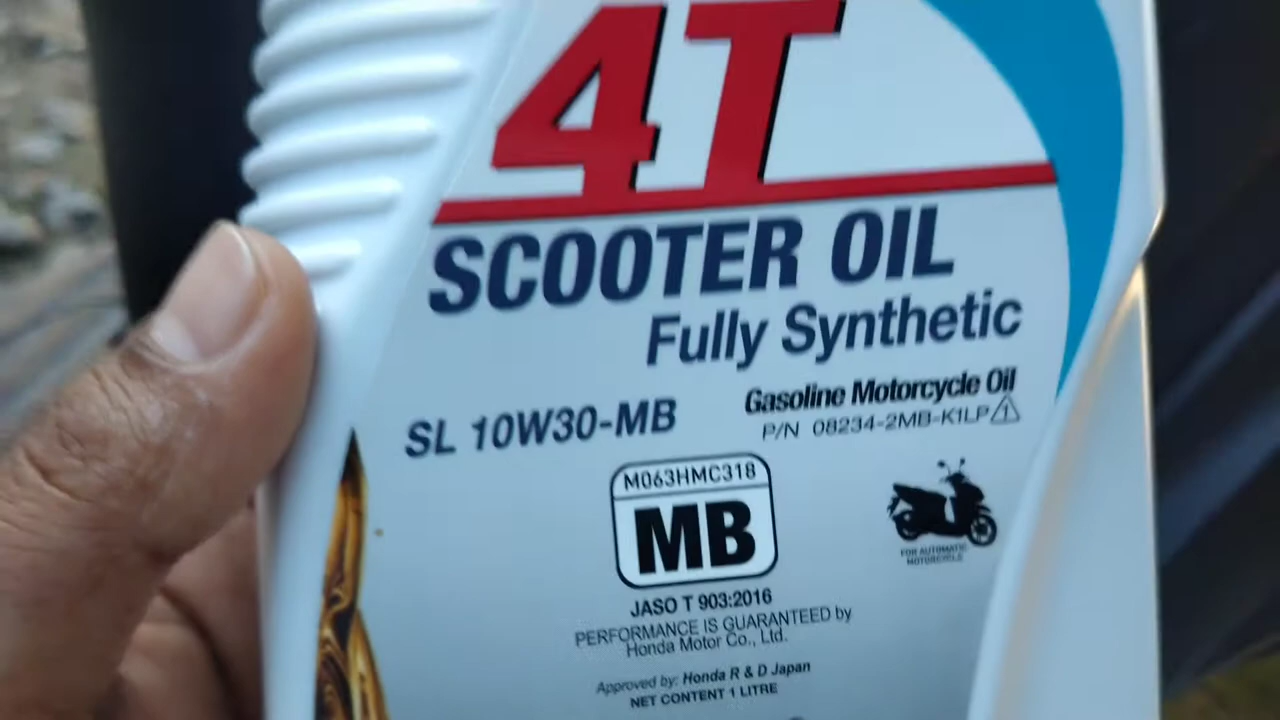 4T
SCOOTER OIL
Fully Synthetic
SL 10W30-MB
Gasoline Motorcycle Oil
P/N 08234-2MB-K1LP
1
M063HMC318
MB
FOR AUTOMATIC
MOTORCYCLE
JASO T 903:2016
PERFORMANCE IS GUARANTEED by
Honda Motor Co., Ltd.
Approved by: Honda R & D Japan
NET CONTENT 1 LITRE